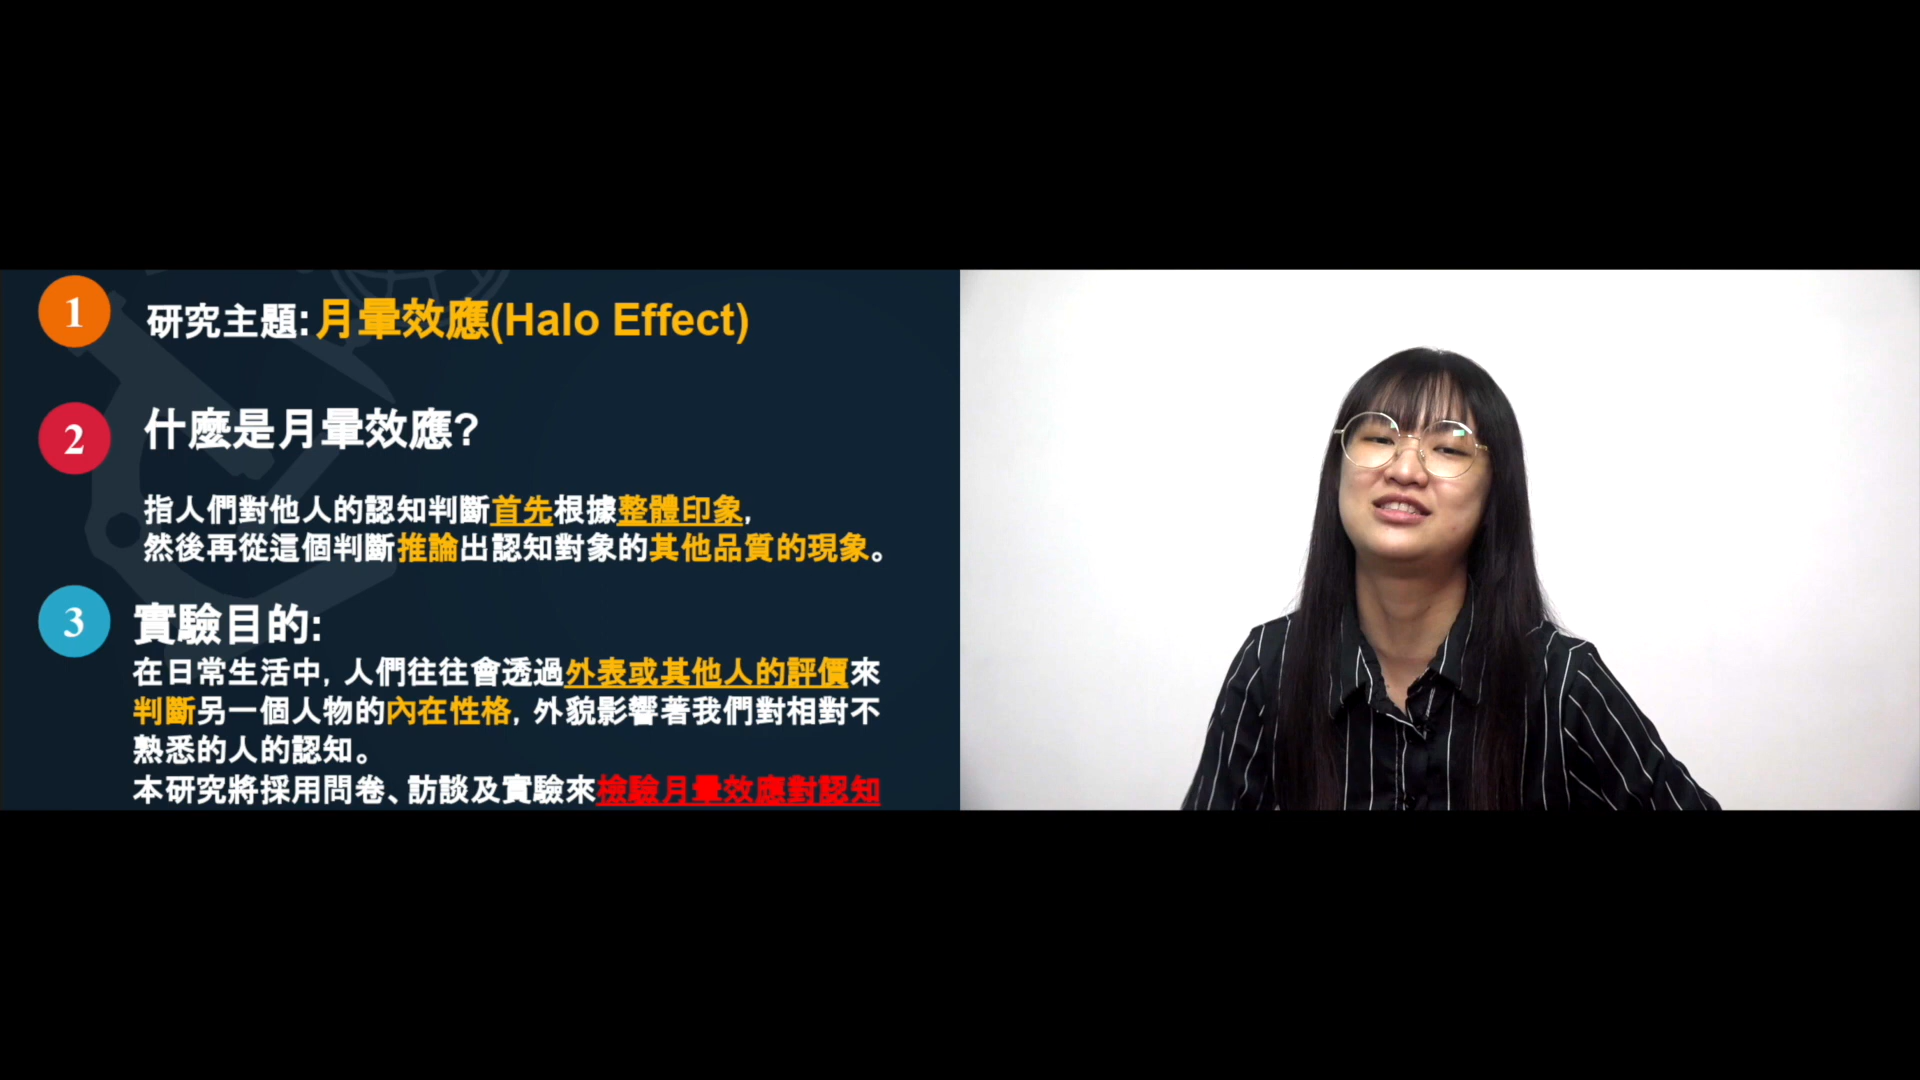 1
研究主題:月暈效應(Halo Effect)
2
什麼是月暈效應?
指人們對他人的認知判斷首先根據整體印象,
然後再從這個判斷推論出認知對象的其他品質的現象。
3
實驗目的:
在日常生活中, 人們往往會透過外表或其他人的評價來
判斷另一個人物的內在性格, 外貌影響著我們對相對不
熟悉的人的認知。
本研究將採用問卷、訪談及實驗來檢驗月暈效應對認知